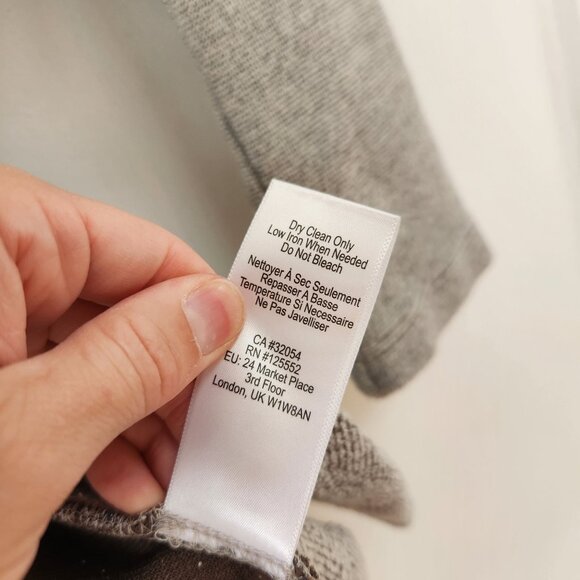 Dry Clean Only
Low Iron When Needed
Do Not Bleach
Nettoyer À Sec Seulement
Repasser À Basse
Temperature Si Necessaire
Ne Pas Javelliser
CA #32054
RN #125552
EU: 24 Market Place
3rd Floor
London, UK W1W8AN